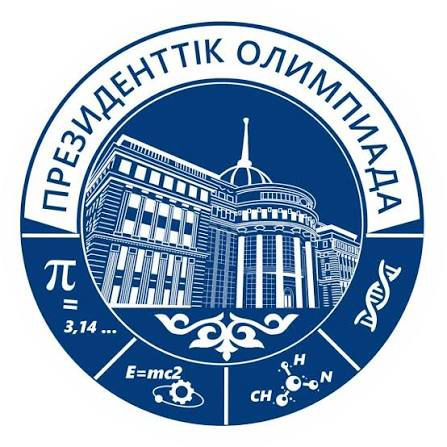 ПРЕЗИДЕНТТІК ОЛИМПИАДА
π
=
3,14 ...
E=mc2
H
CH
N